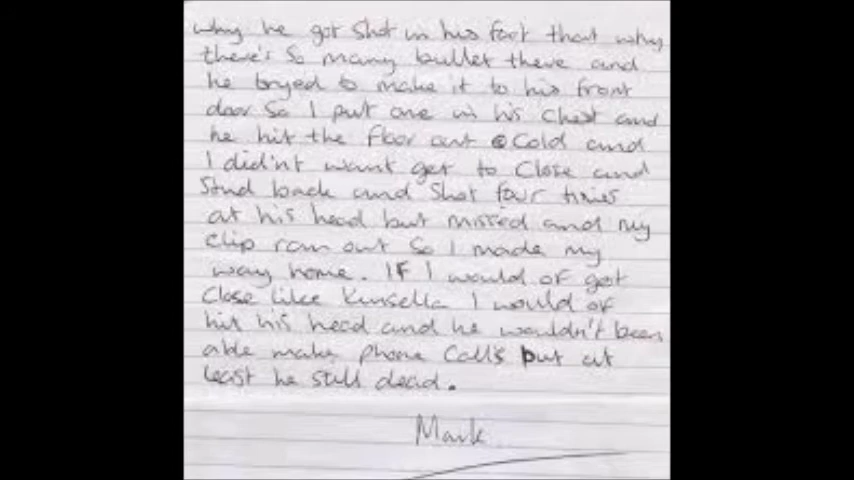 why he got shot in his foot that why
there's so many bullet there and
he tryed to make it to his front
door so I put one in his chest and
he hit the floor out cold and
I did'nt want get to close and
stud back and shot four times
at his head but missed and my
clip ran out so I made my
way home. If I would of got
close like Kinsella I would of
hit his head and he wouldn't been
able make phone calls but at
least he still dead.
Mark